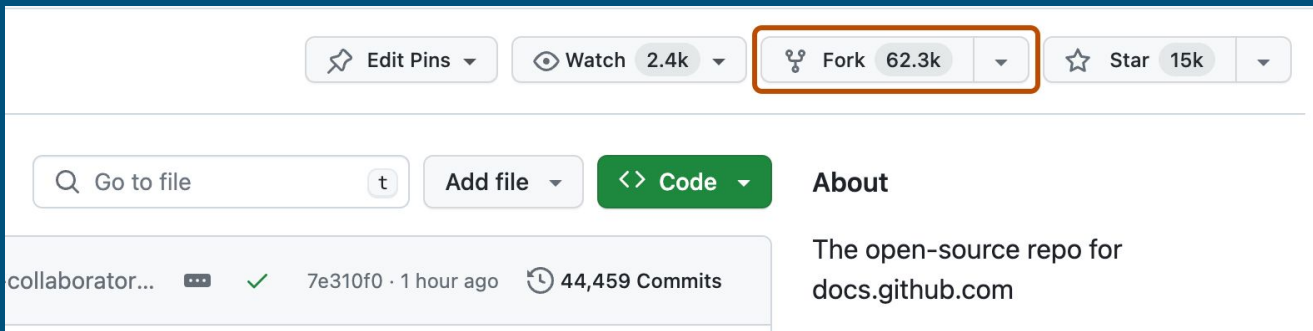 Edit Pins Watch 2.4k Fork 62.3k Star 15k
Go to file t Add file <> Code About
The open-source repo for
-collaborator... 7e310f0 · 1 hour ago 44,459 Commits
docs.github.com